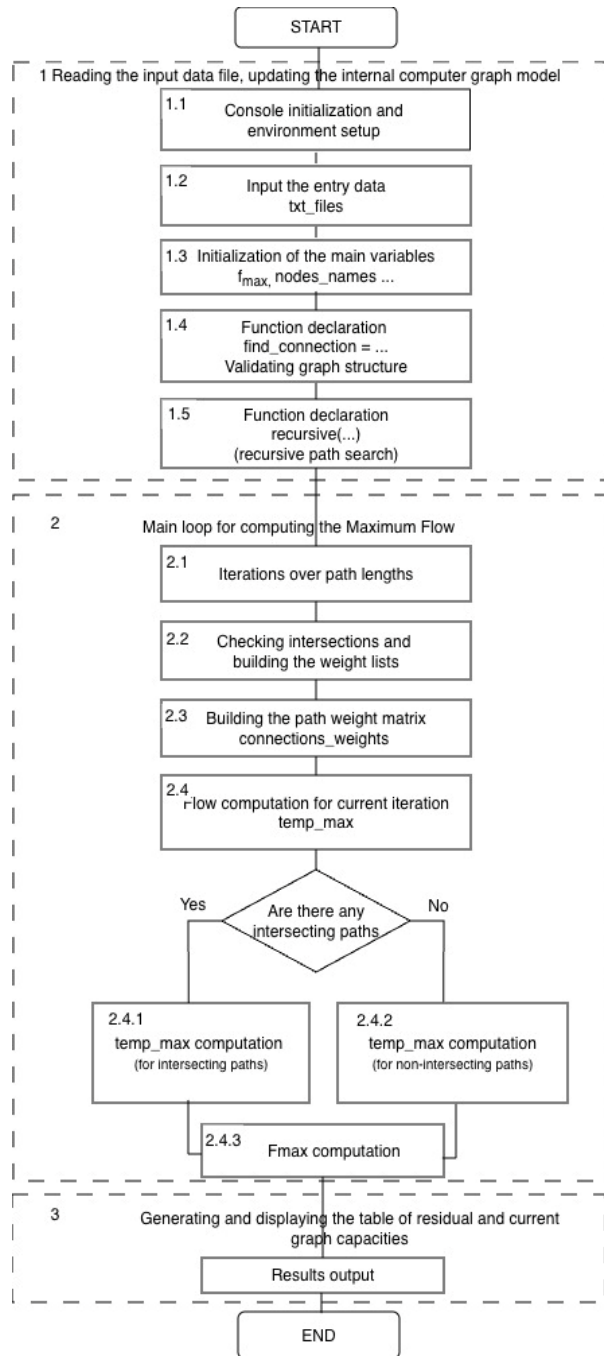 START
1 Reading the input data file, updating the internal computer graph model
1.1
Console initialization and
environment setup
1.2
Input the entry data
txt_files
1.3
Initialization of the main variables
fmax, nodes_names ...
1.4
Function declaration
find_connection = ...
Validating graph structure
1.5
Function declaration
recursive(...)
(recursive path search)
2
Main loop for computing the Maximum Flow
2.1
Iterations over path lengths
2.2
Checking intersections and
building the weight lists
2.3
Building the path weight matrix
connections_weights
2.4
Flow computation for current iteration
temp_max
Yes
Are there any
intersecting paths
No
2.4.1
temp_max computation
(for intersecting paths)
2.4.2
temp_max computation
(for non-intersecting paths)
2.4.3
Fmax computation
3
Generating and displaying the table of residual and current
graph capacities
Results output
END